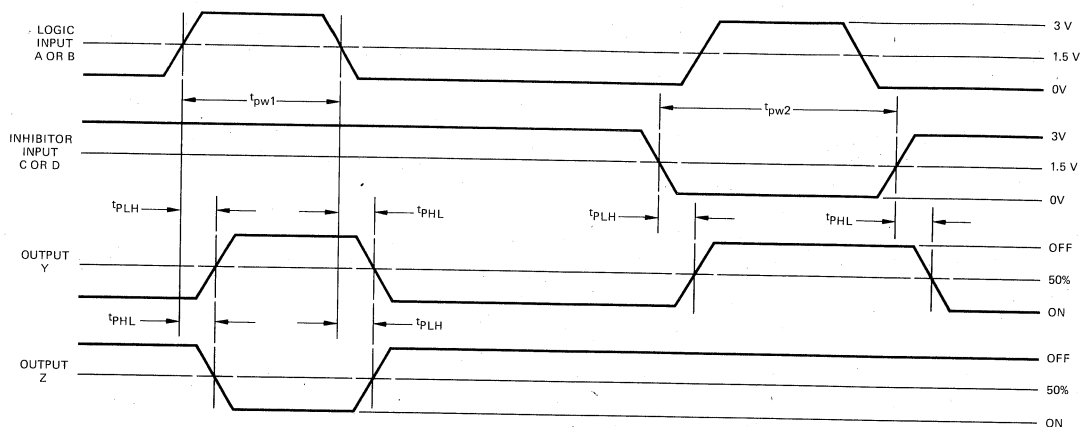 LOGIC
INPUT
A OR B
3 V
1.5 V
0V
tpw1
tpw2
INHIBITOR
INPUT
C OR D
3V
1.5 V
0V
tPLH
tPHL
tPLH
tPHL
OUTPUT
Y
OFF
50%
ON
tPHL
tPLH
OUTPUT
Z
OFF
50%
ON